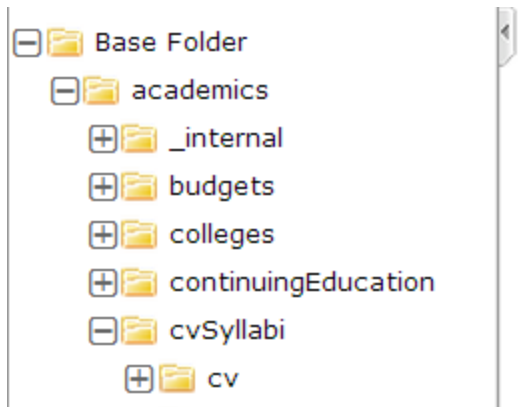 Base Folder
academics
_internal
budgets
colleges
continuingEducation
cvSyllabi
cv